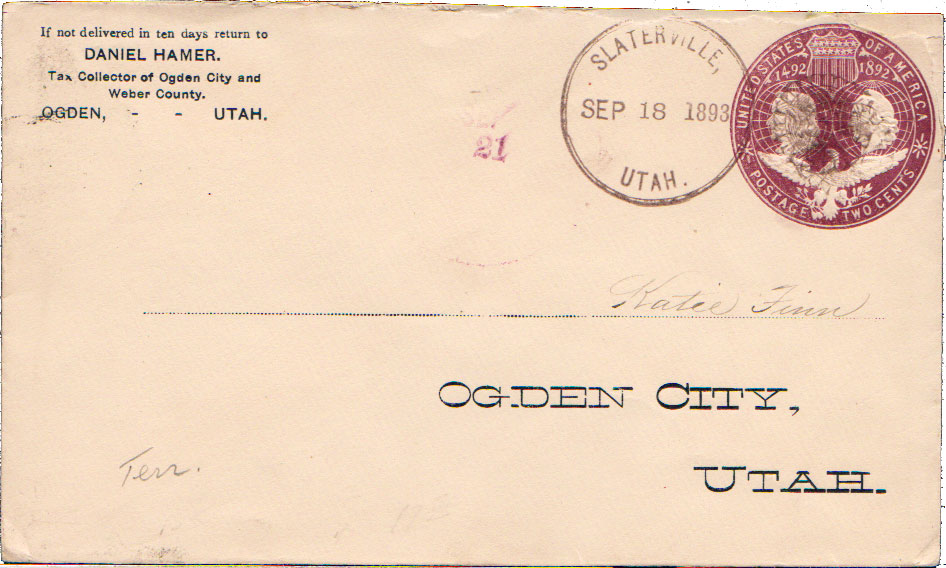 If not delivered in ten days return to
DANIEL HAMER.
Tax Collector of Ogden City and
Weber County.
OGDEN, - - UTAH.
21
SLATERVILLE,
SEP 18 1893
UTAH.
UNITED STATES OF AMERICA
1492 1892
POSTAGE TWO CENTS
Katie Finn
OGDEN CITY,
UTAH.
Terr.